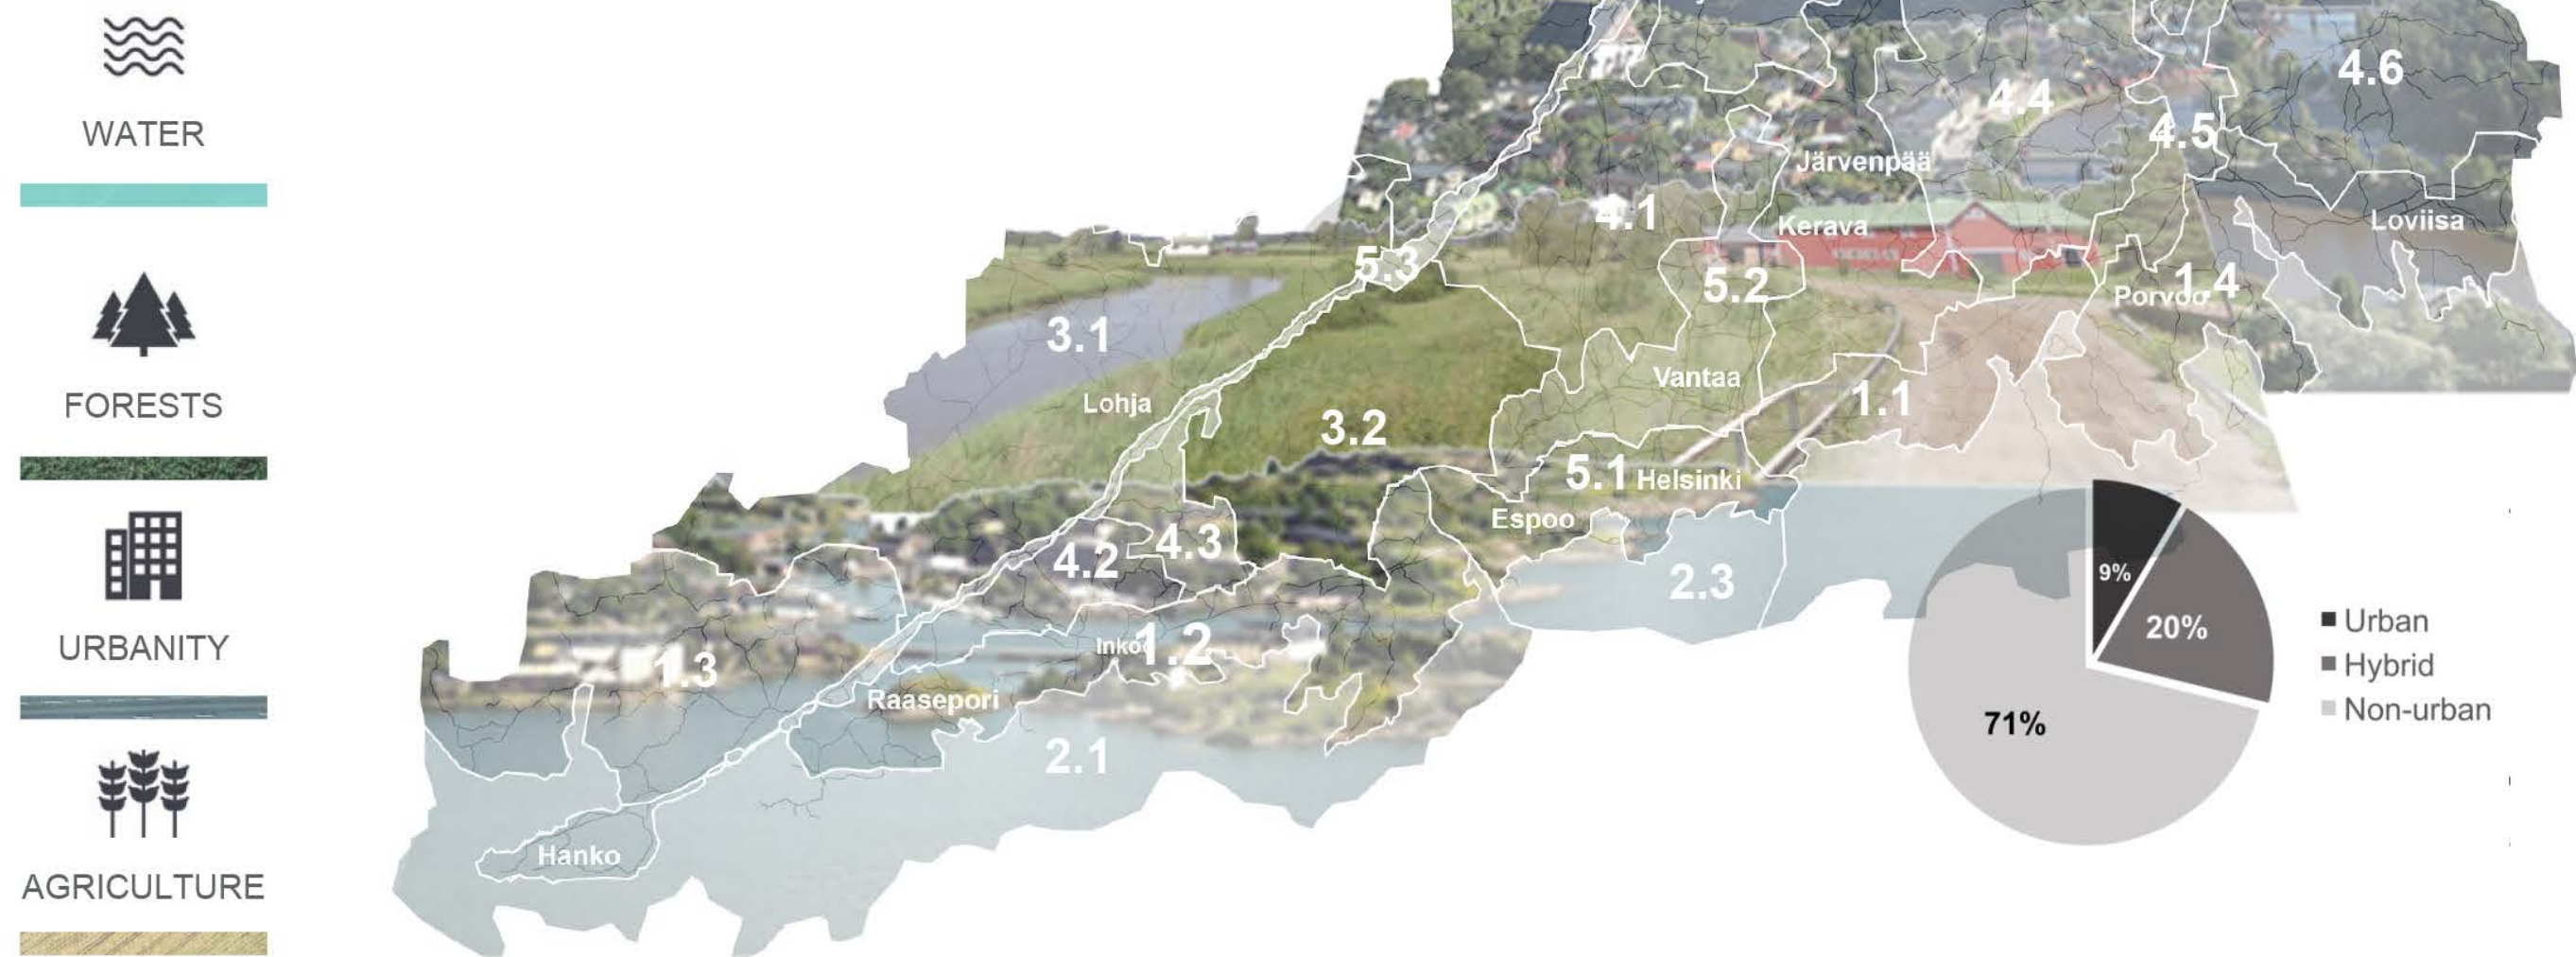 WATER
FORESTS
URBANITY
AGRICULTURE
4.6
4.4
4.5
Järvenpää
4.1
Kerava
Loviisa
5.3
5.2
1.4
Porvoo
3.1
Vantaa
Lohja
1.1
3.2
5.1 Helsinki
Espoo
4.3
4.2
2.3
Inkoo
1.2
1.3
Raasepori
2.1
Hanko
9%
20%
71%
Urban
Hybrid
Non-urban